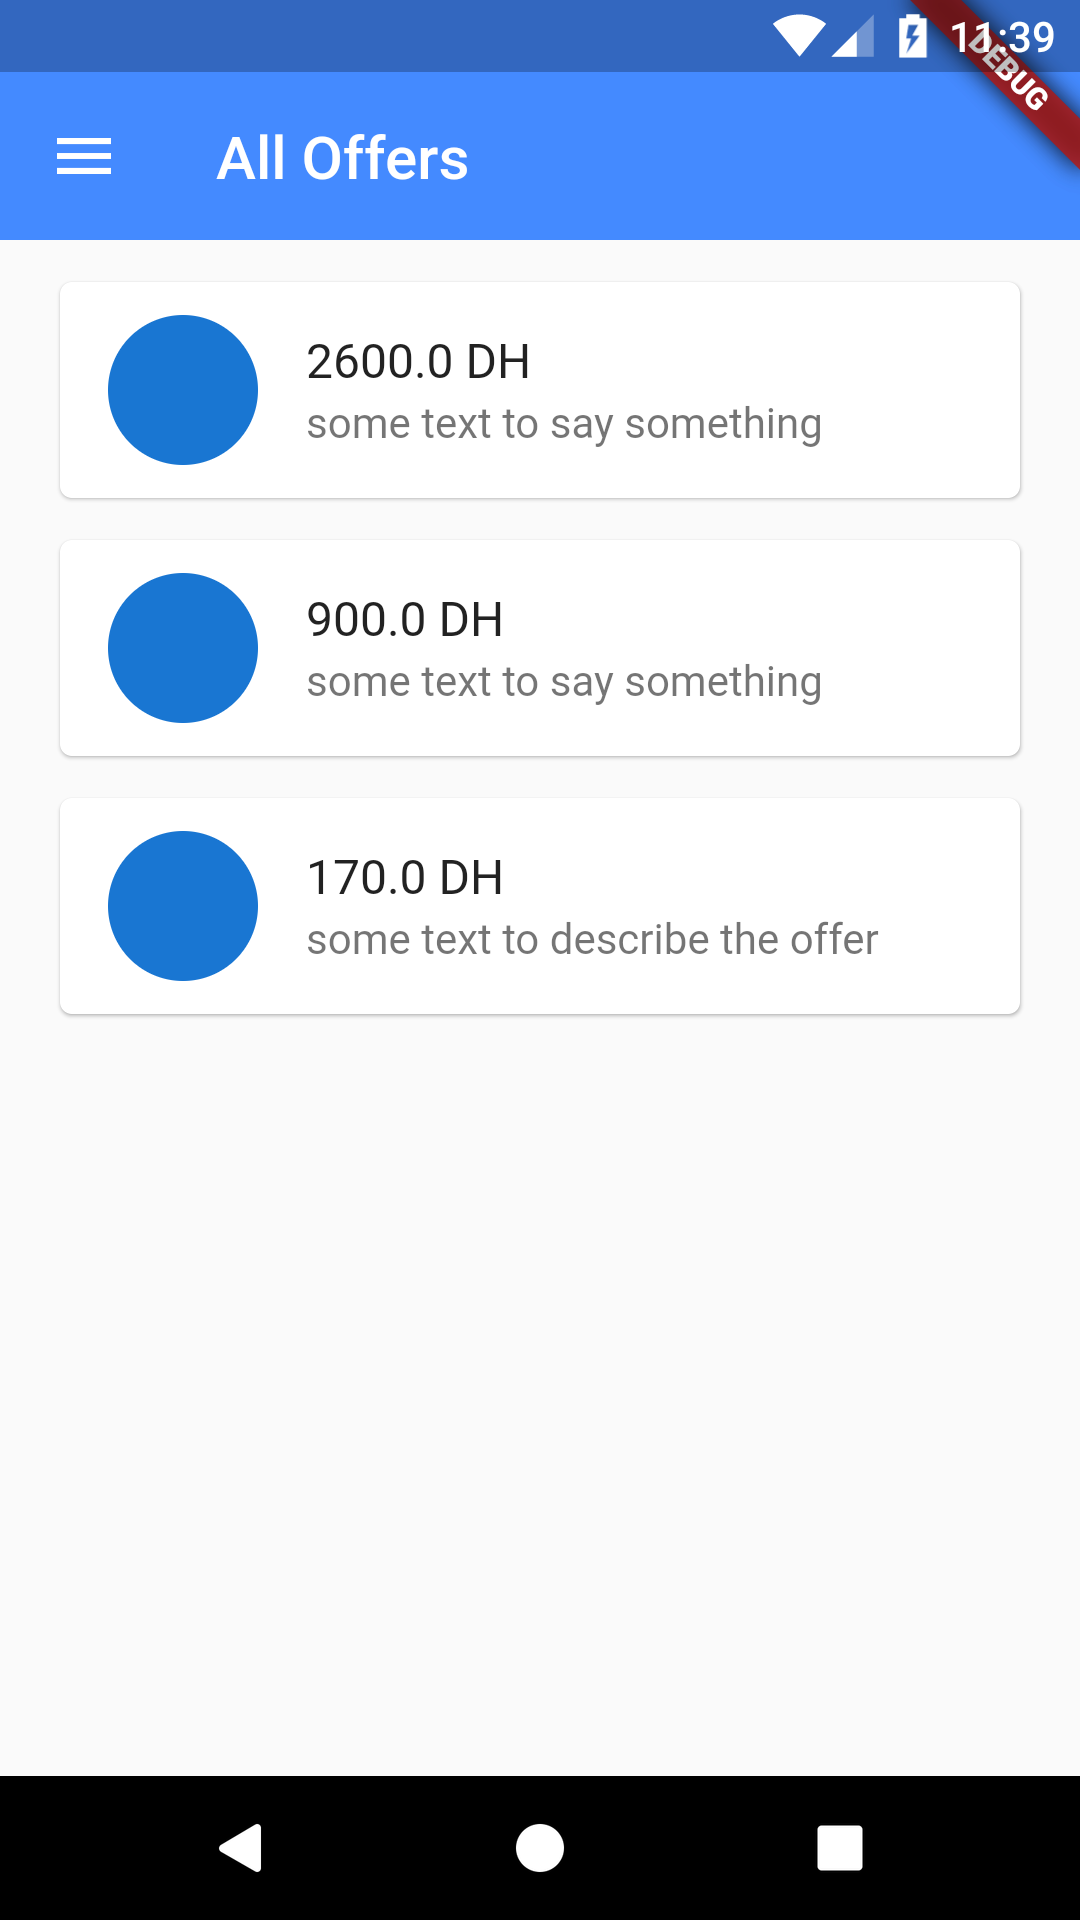 11:39
DEBUG
All Offers
2600.0 DH
some text to say something
900.0 DH
some text to say something
170.0 DH
some text to describe the offer